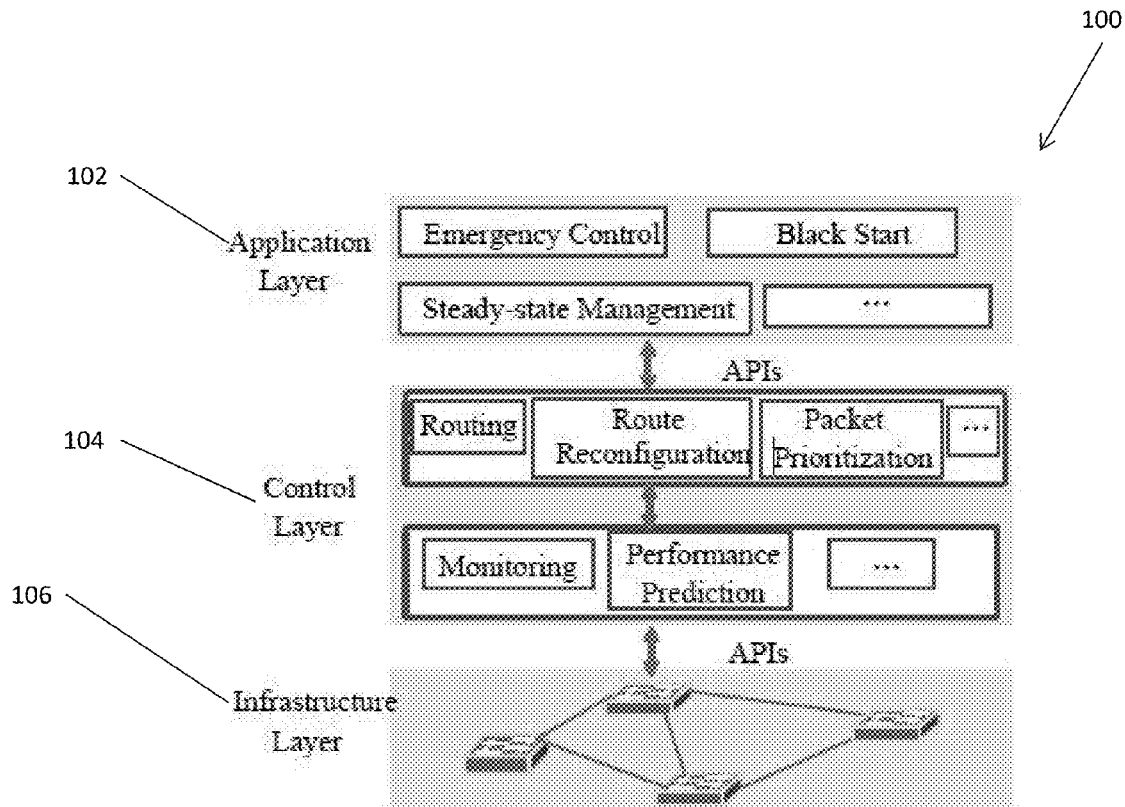 100
102
Application
Layer
Emergency Control
Black Start
Steady-state Management
...
APIs
104
Control
Layer
Routing
Route
Reconfiguration
Packet
Prioritization
...
Monitoring
Performance
Prediction
...
106
APIs
Infrastructure
Layer